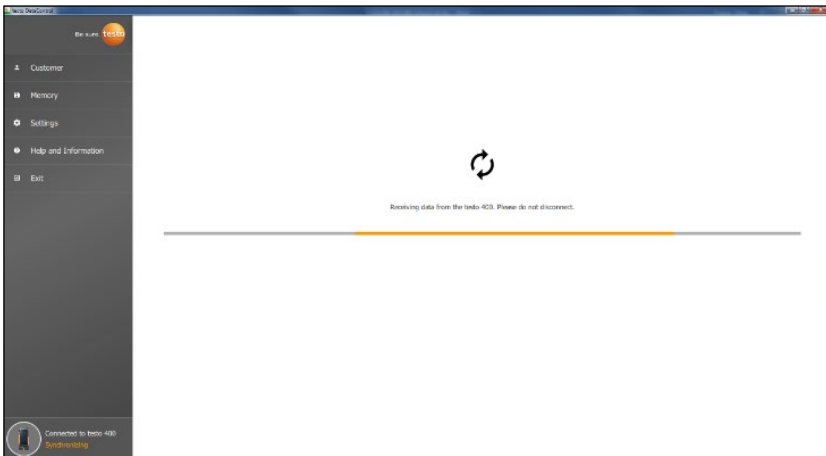 testo DataControl
Be sure. testo
Customer
Memory
Settings
Help and Information
Exit
Receiving data from the testo 400. Please do not disconnect.
Connected to testo 400
Synchronizing